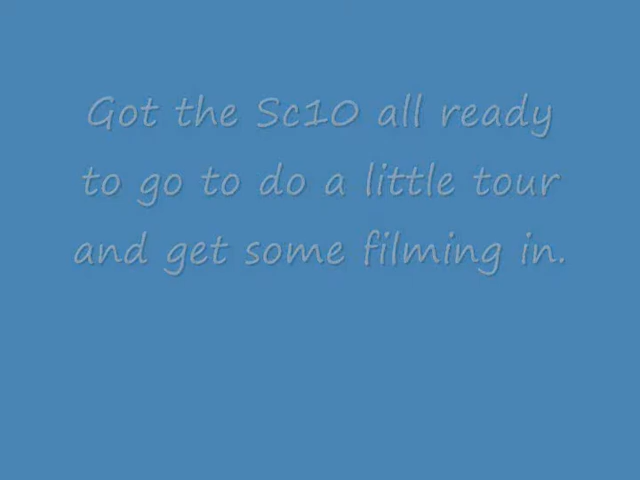 Got the Sc10 all ready
to go to do a little tour
and get some filming in.